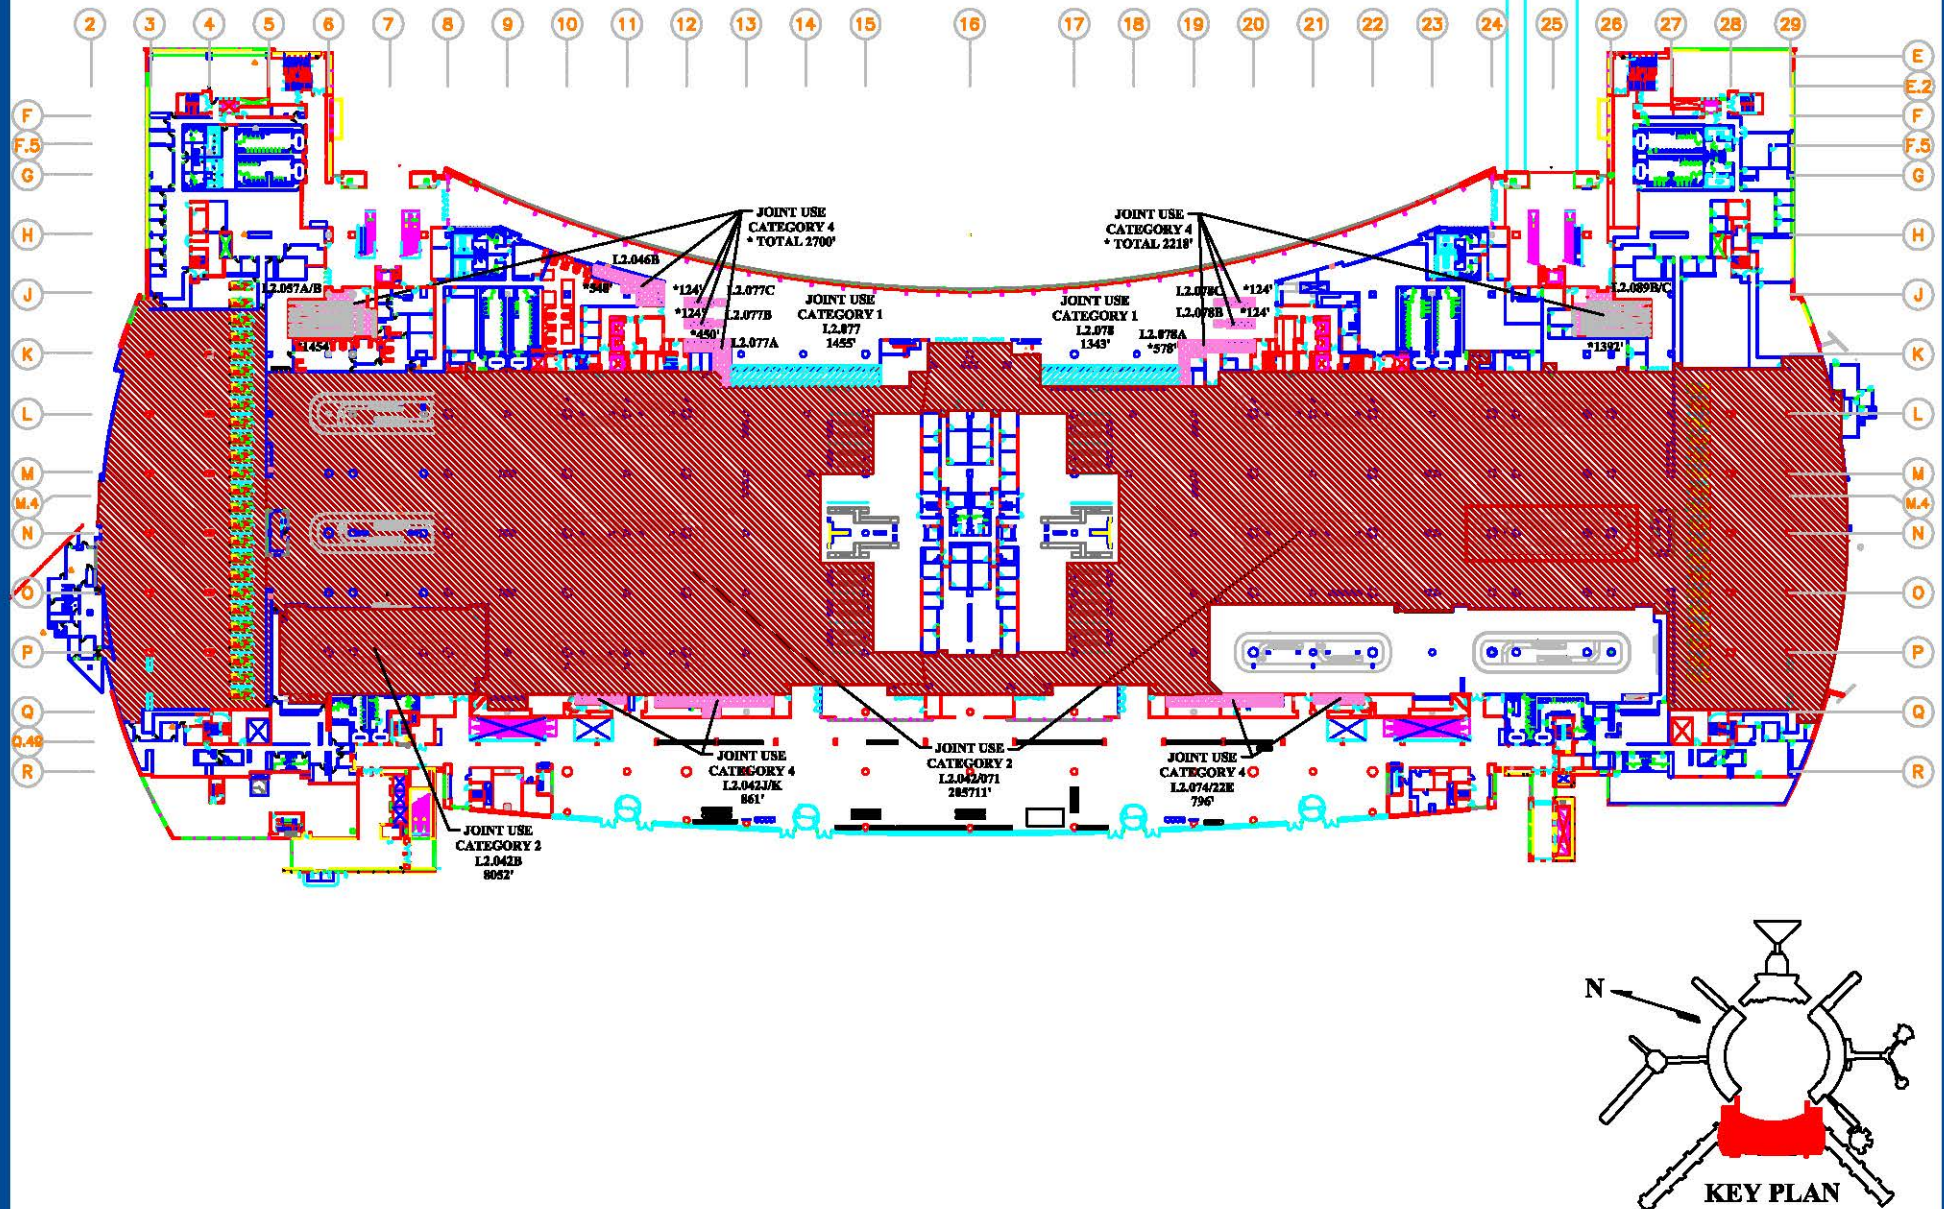 2 3 4 5 6 7 8 9 10 11 12 13 14 15 16 17 18 19 20 21 22 23 24 25 26 27 28 29
E
E.2
F F
F.5 F.5
G G
H H
J J
K K
L L
M M
M.4 M.4
N N
O O
P P
Q Q
R R
JOINT USE
CATEGORY 4
* TOTAL 2700'
JOINT USE
CATEGORY 4
* TOTAL 2218'
L2.046B
*548'
L2.057A/B
*1454'
*124'
L2.077C
*124'
L2.077B
*450'
L2.077A
JOINT USE
CATEGORY 1
L2.077
1455'
JOINT USE
CATEGORY 1
L2.078
1343'
L2.078C
*124'
L2.078B
*124'
L2.078A
*578'
L2.089B/C
*1392'
JOINT USE
CATEGORY 4
L2.042J/K
861'
JOINT USE
CATEGORY 2
L2.042/071
285711'
JOINT USE
CATEGORY 4
L2.074/22E
796'
JOINT USE
CATEGORY 2
L2.042B
8052'
N
KEY PLAN